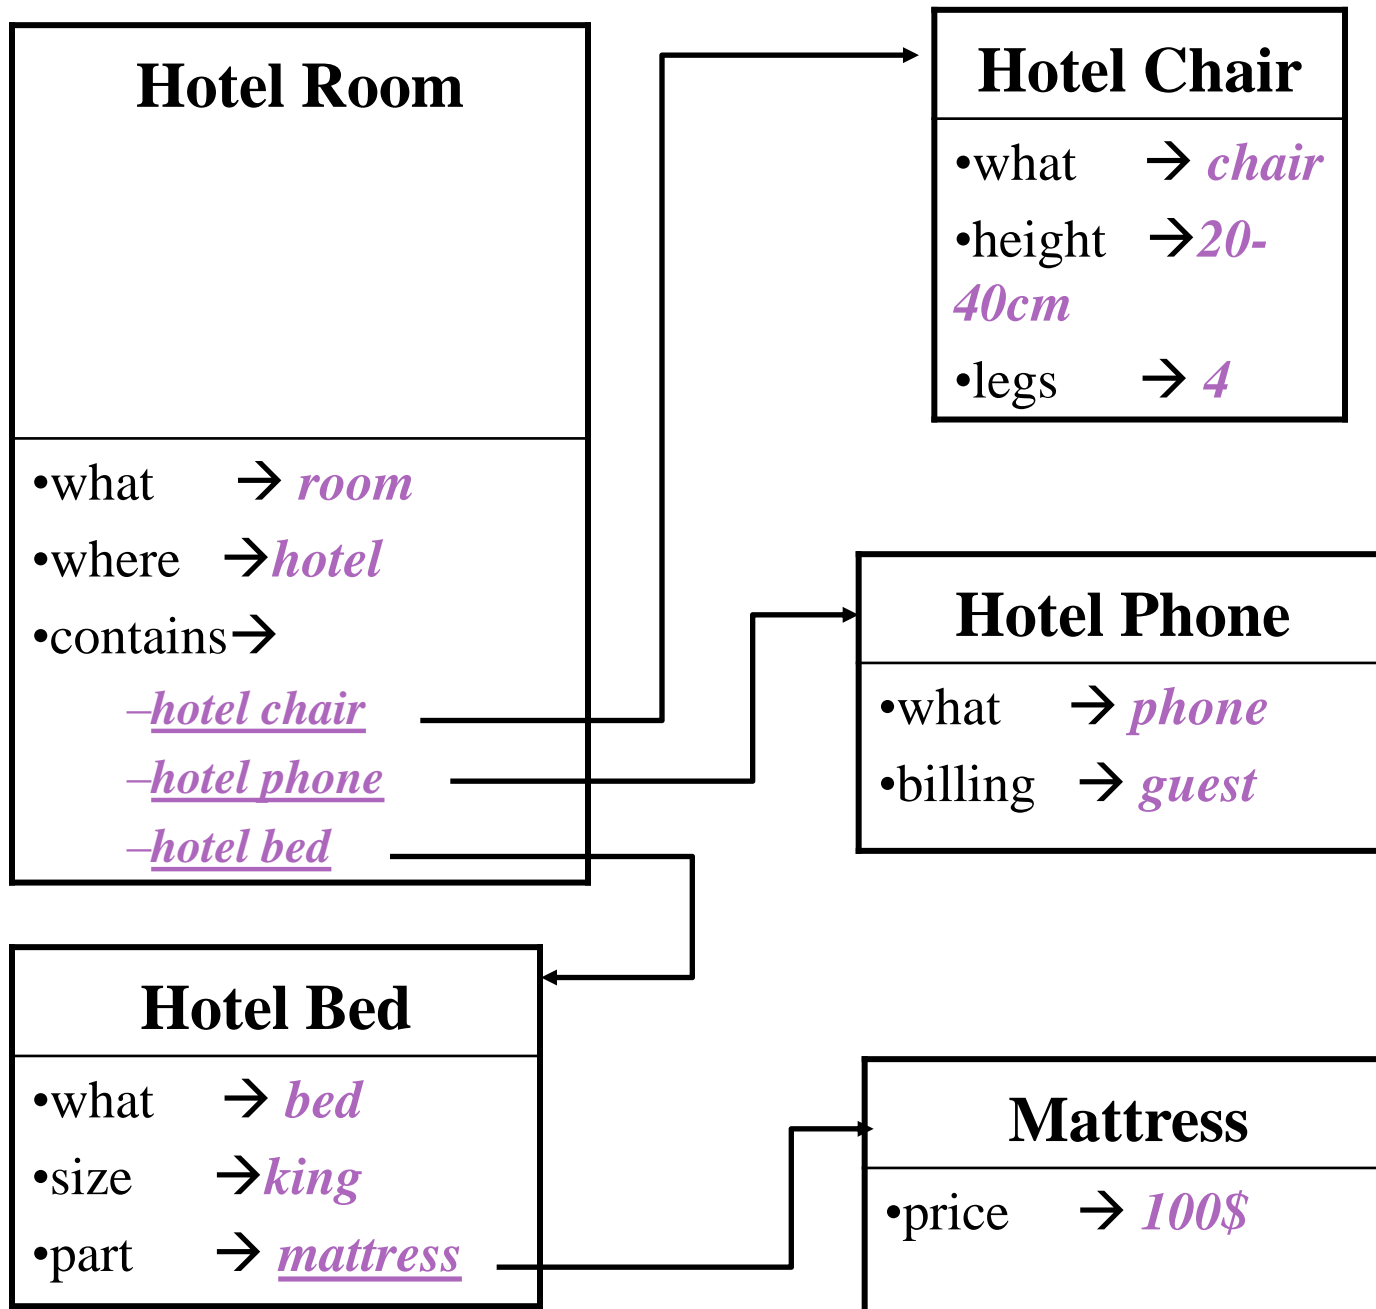 Hotel Room
•what → room
•where →hotel
•contains→
–hotel chair
–hotel phone
–hotel bed
Hotel Chair
•what → chair
•height →20-
40cm
•legs → 4
Hotel Phone
•what → phone
•billing → guest
Hotel Bed
•what → bed
•size →king
•part → mattress
Mattress
•price → 100$